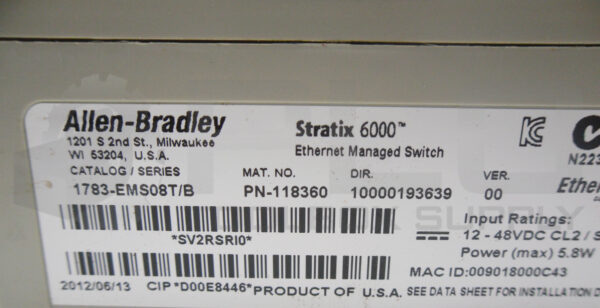 Allen-Bradley
1201 S 2nd St., Milwaukee
WI 53204, U.S.A.
Stratix 6000™
Ethernet Managed Switch
N223
CATALOG / SERIES MAT. NO. DIR. VER.
1783-EMS08T/B PN-118360 10000193639 00
Input Ratings:
*SV2RSRI0*
12 - 48VDC CL2 / S
Power (max) 5.8W
MAC ID:009018000C43
2012/06/13 CIP*D00E8446*PRODUCT OF U.S.A. SEE DATA SHEET FOR INSTALLATION